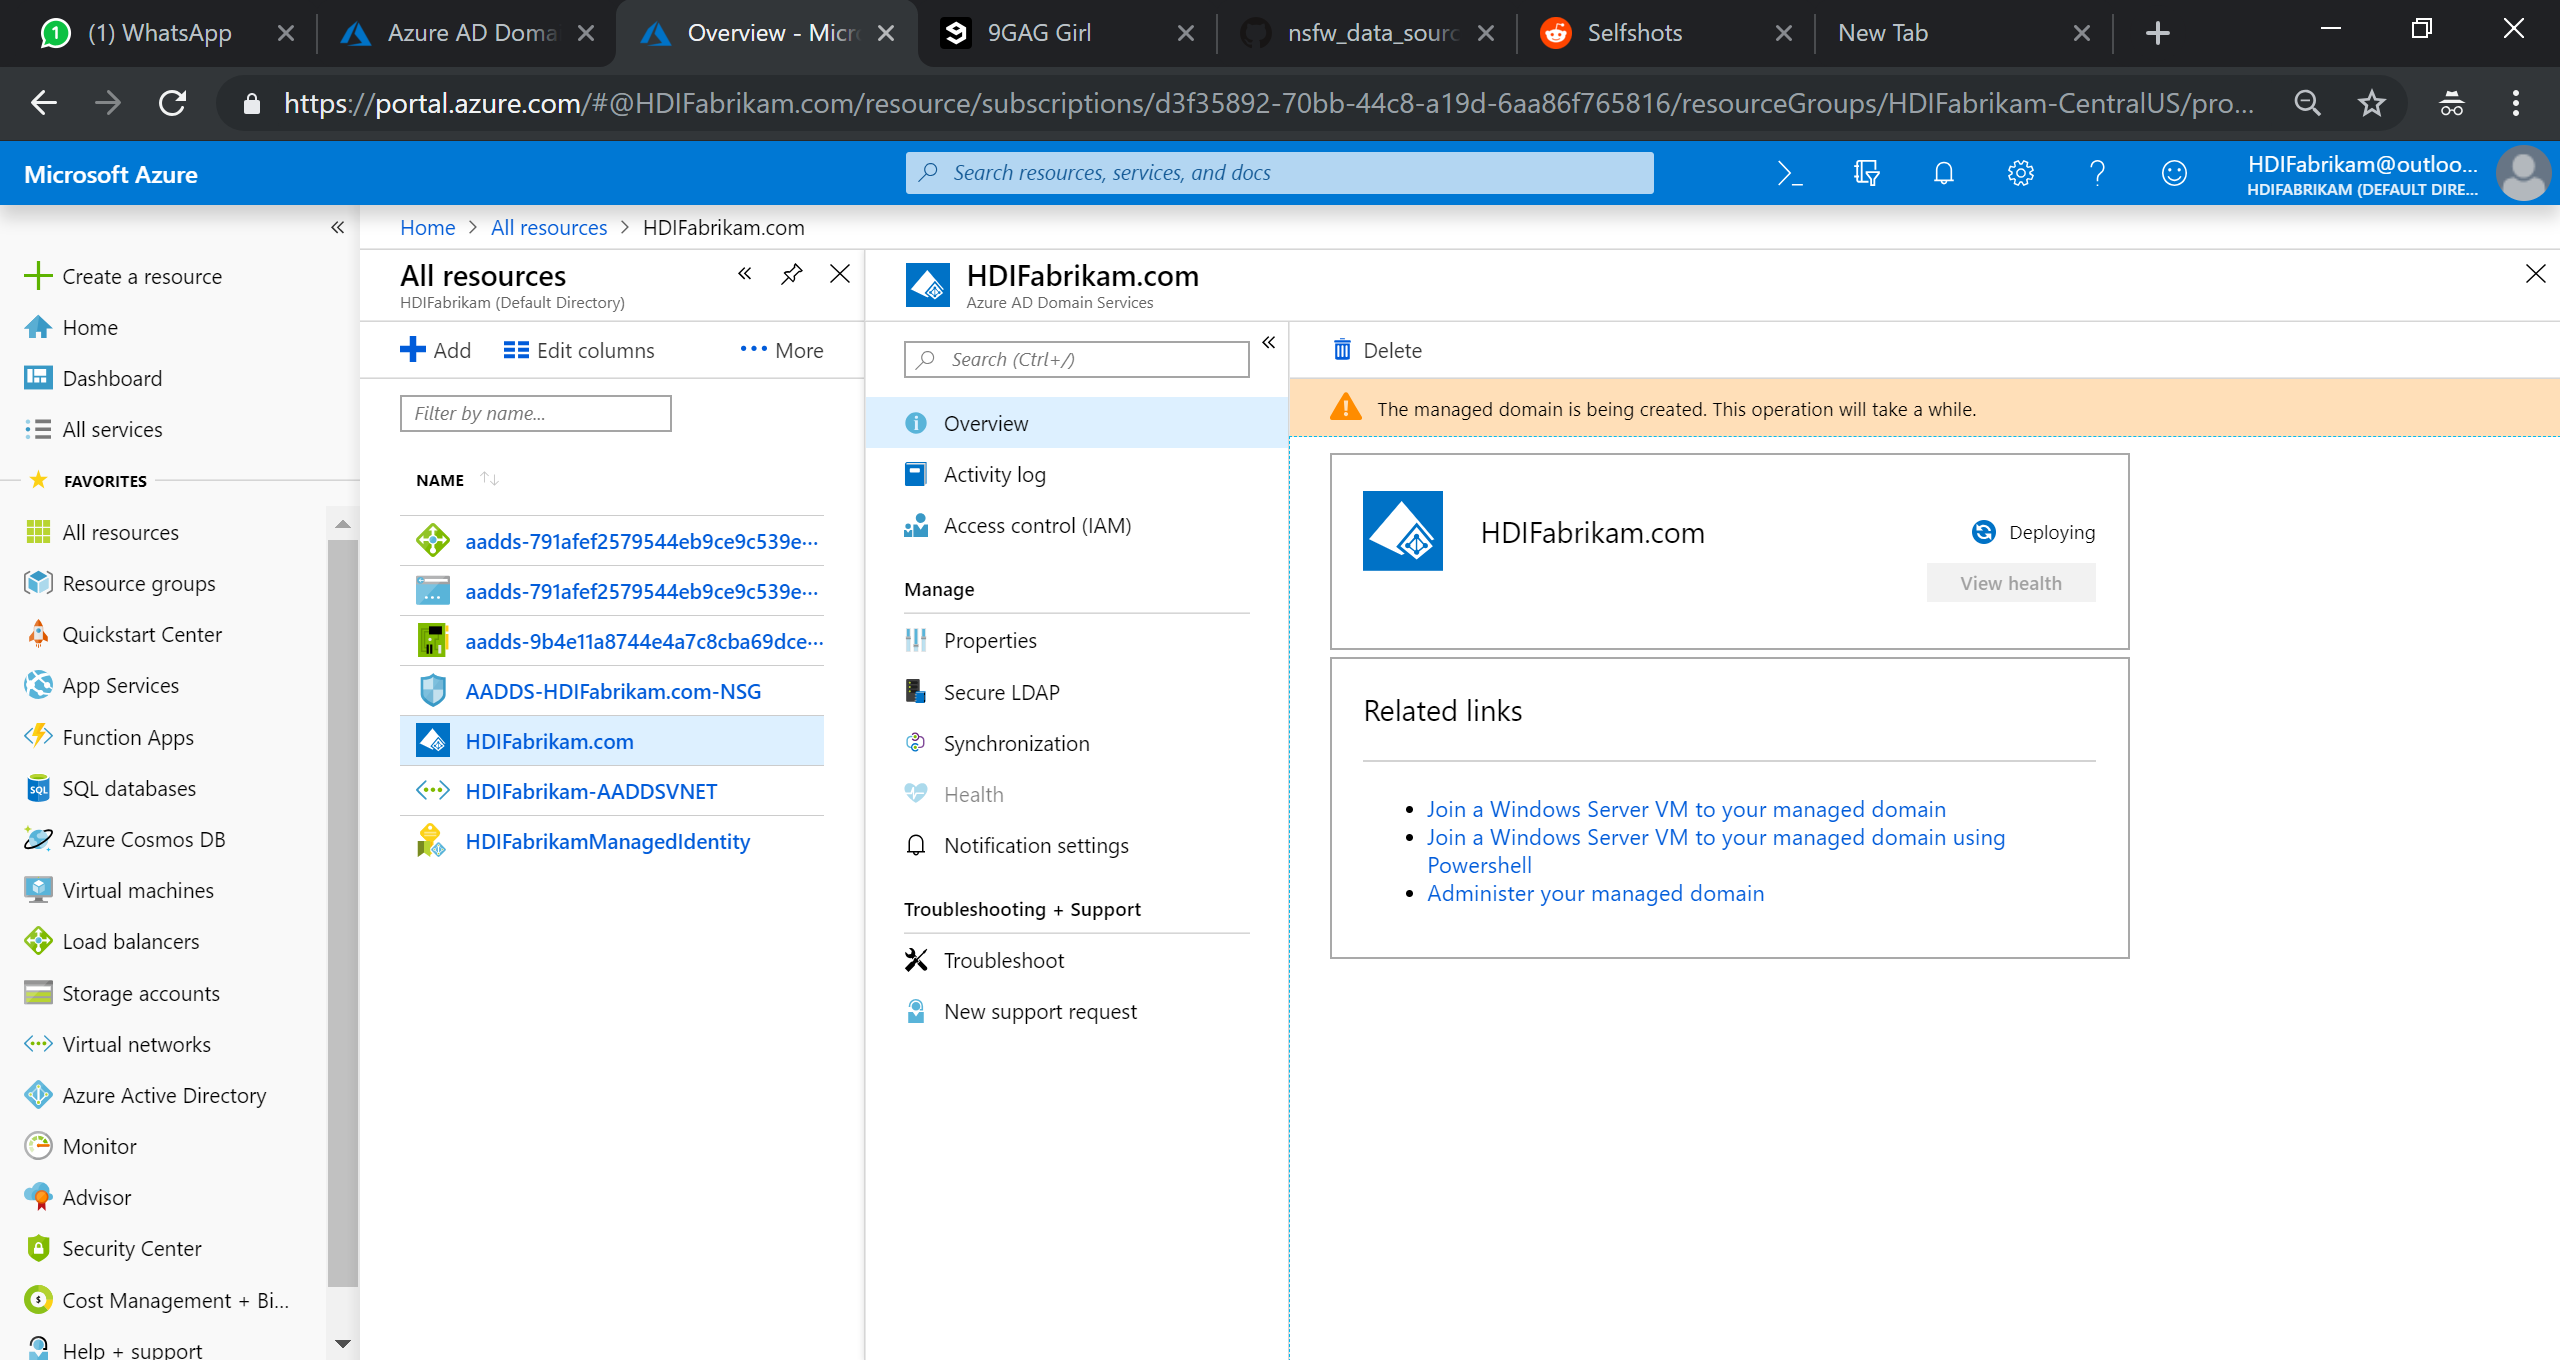 (1) WhatsApp
Azure AD Doma
Overview - Micr
9GAG Girl
nsfw_data_sourc
Selfshots
New Tab
https://portal.azure.com/#@HDIFabrikam.com/resource/subscriptions/d3f35892-70bb-44c8-a19d-6aa86f765816/resourceGroups/HDIFabrikam-CentralUS/pro...
Microsoft Azure
Search resources, services, and docs
HDIFabrikam@outloo...
HDIFABRIKAM (DEFAULT DIRE...
Create a resource
Home
Dashboard
All services
FAVORITES
All resources
Resource groups
Quickstart Center
App Services
Function Apps
SQL databases
Azure Cosmos DB
Virtual machines
Load balancers
Storage accounts
Virtual networks
Azure Active Directory
Monitor
Advisor
Security Center
Cost Management + Bi...
Help + support
Home > All resources > HDIFabrikam.com
All resources
HDIFabrikam (Default Directory)
Add
Edit columns
More
Filter by name...
NAME
aadds-791afef2579544eb9ce9c539e...
aadds-791afef2579544eb9ce9c539e...
aadds-9b4e11a8744e4a7c8cba69dce...
AADDS-HDIFabrikam.com-NSG
HDIFabrikam.com
HDIFabrikam-AADDSVNET
HDIFabrikamManagedIdentity
HDIFabrikam.com
Azure AD Domain Services
Search (Ctrl+/)
Overview
Activity log
Access control (IAM)
Manage
Properties
Secure LDAP
Synchronization
Health
Notification settings
Troubleshooting + Support
Troubleshoot
New support request
Delete
The managed domain is being created. This operation will take a while.
HDIFabrikam.com
Deploying
View health
Related links
Join a Windows Server VM to your managed domain
Join a Windows Server VM to your managed domain using
Powershell
Administer your managed domain